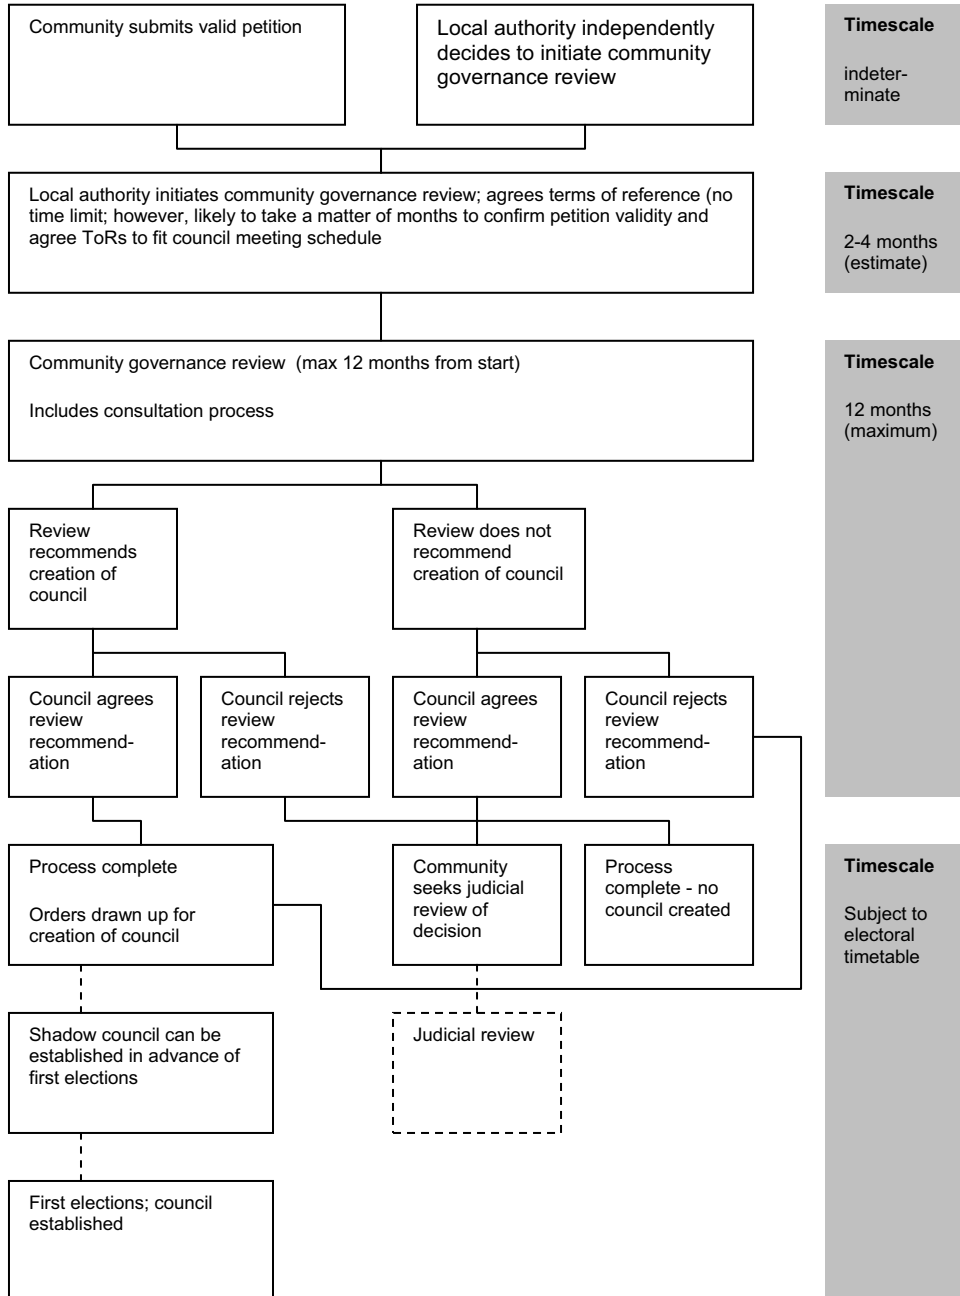 Community submits valid petition
Local authority independently
decides to initiate community
governance review
Timescale
indeter-
minate
Local authority initiates community governance review; agrees terms of reference (no
time limit; however, likely to take a matter of months to confirm petition validity and
agree ToRs to fit council meeting schedule
Timescale
2-4 months
(estimate)
Community governance review  (max 12 months from start)
Includes consultation process
Timescale
12 months
(maximum)
Review
recommends
creation of
council
Review does not
recommend
creation of council
Council agrees
review
recommend-
ation
Council rejects
review
recommend-
ation
Council agrees
review
recommend-
ation
Council rejects
review
recommend-
ation
Process complete
Orders drawn up for
creation of council
Community
seeks judicial
review of
decision
Process
complete - no
council created
Timescale
Subject to
electoral
timetable
Shadow council can be
established in advance of
first elections
Judicial review
First elections; council
established